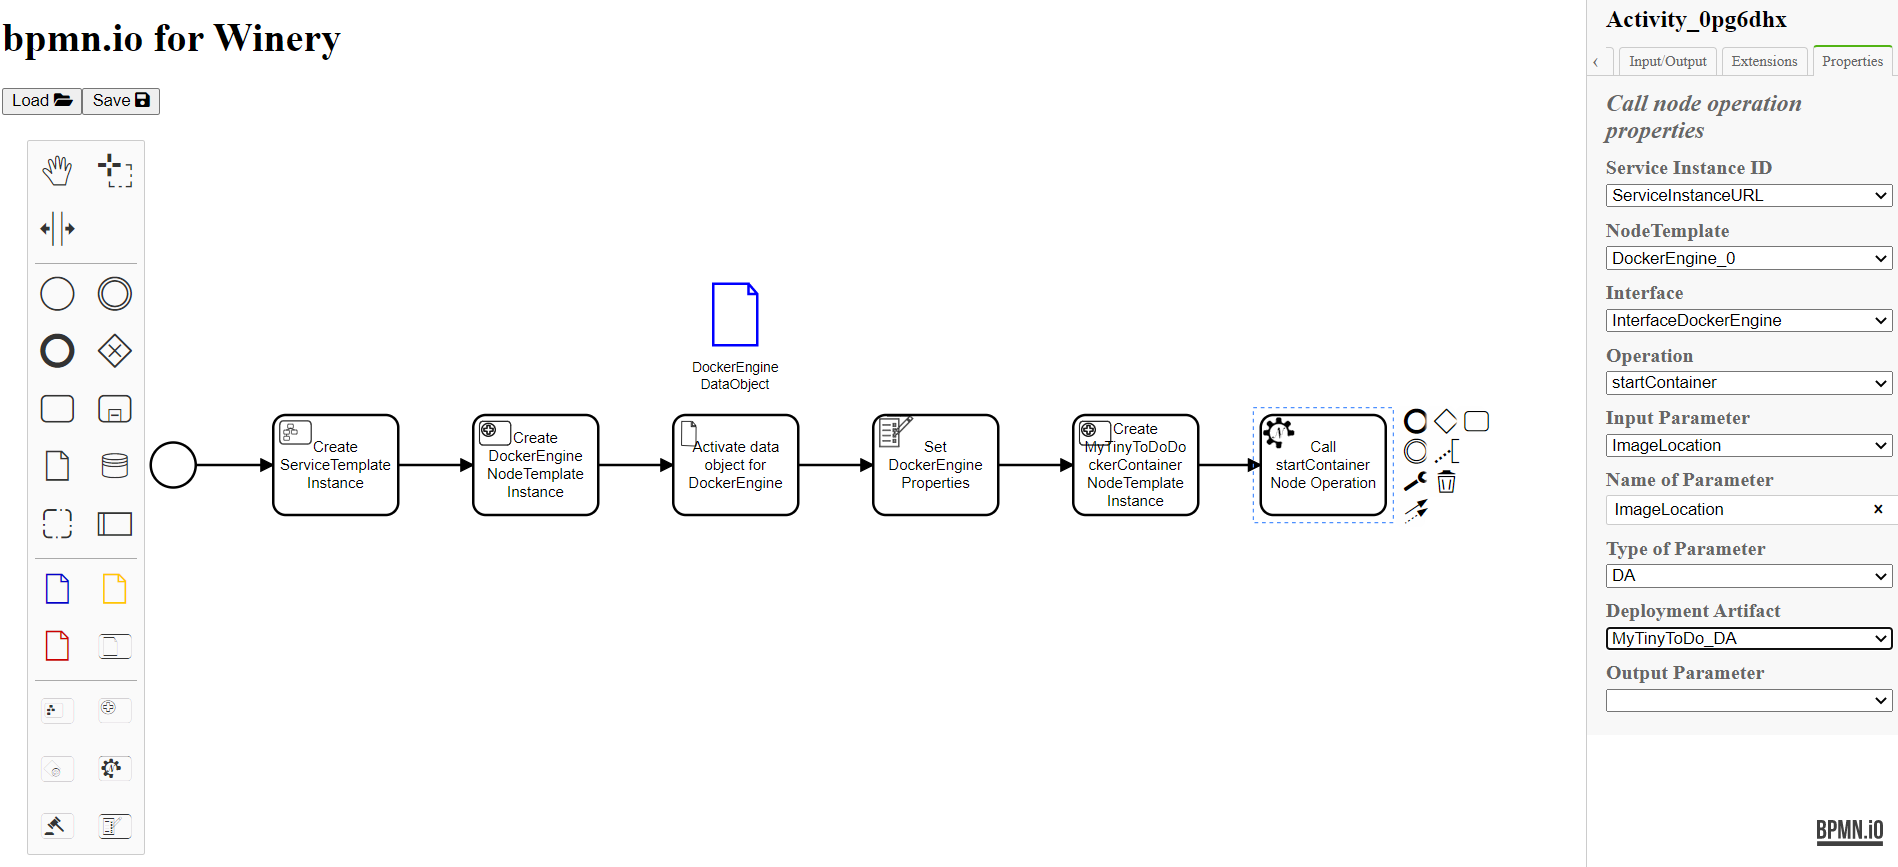 bpmn.io for Winery
Load
Save
DockerEngine
DataObject
Create
ServiceTemplate
Instance
Create
DockerEngine
NodeTemplate
Instance
Activate data
object for
DockerEngine
Set
DockerEngine
Properties
Create
MyTinyToDoDo
ckerContainer
NodeTemplate
Instance
Call
startContainer
Node Operation
Activity_0pg6dhx
‹
Input/Output
Extensions
Properties
Call node operation
properties
Service Instance ID
ServiceInstanceURL
NodeTemplate
DockerEngine_0
Interface
InterfaceDockerEngine
Operation
startContainer
Input Parameter
ImageLocation
Name of Parameter
ImageLocation ×
Type of Parameter
DA
Deployment Artifact
MyTinyToDo_DA
Output Parameter
BPMN.iO